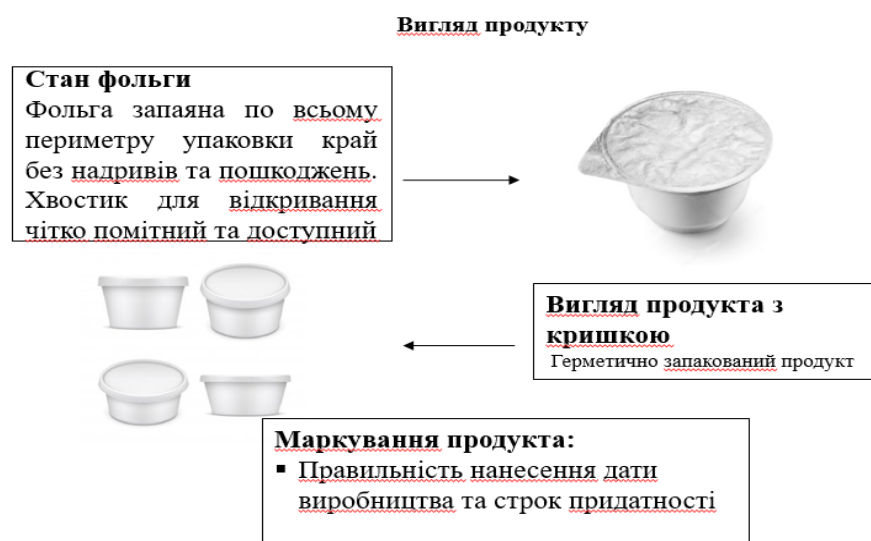 Вигляд продукту
Стан фольги
Фольга запаяна по всьому
периметру упаковки край
без надривів та пошкоджень.
Хвостик для відкривання
чітко помітний та доступний
Вигляд продукта з
кришкою
Герметично запакований продукт
Маркування продукта:
▪ Правильність нанесення дати
виробництва та строк придатності